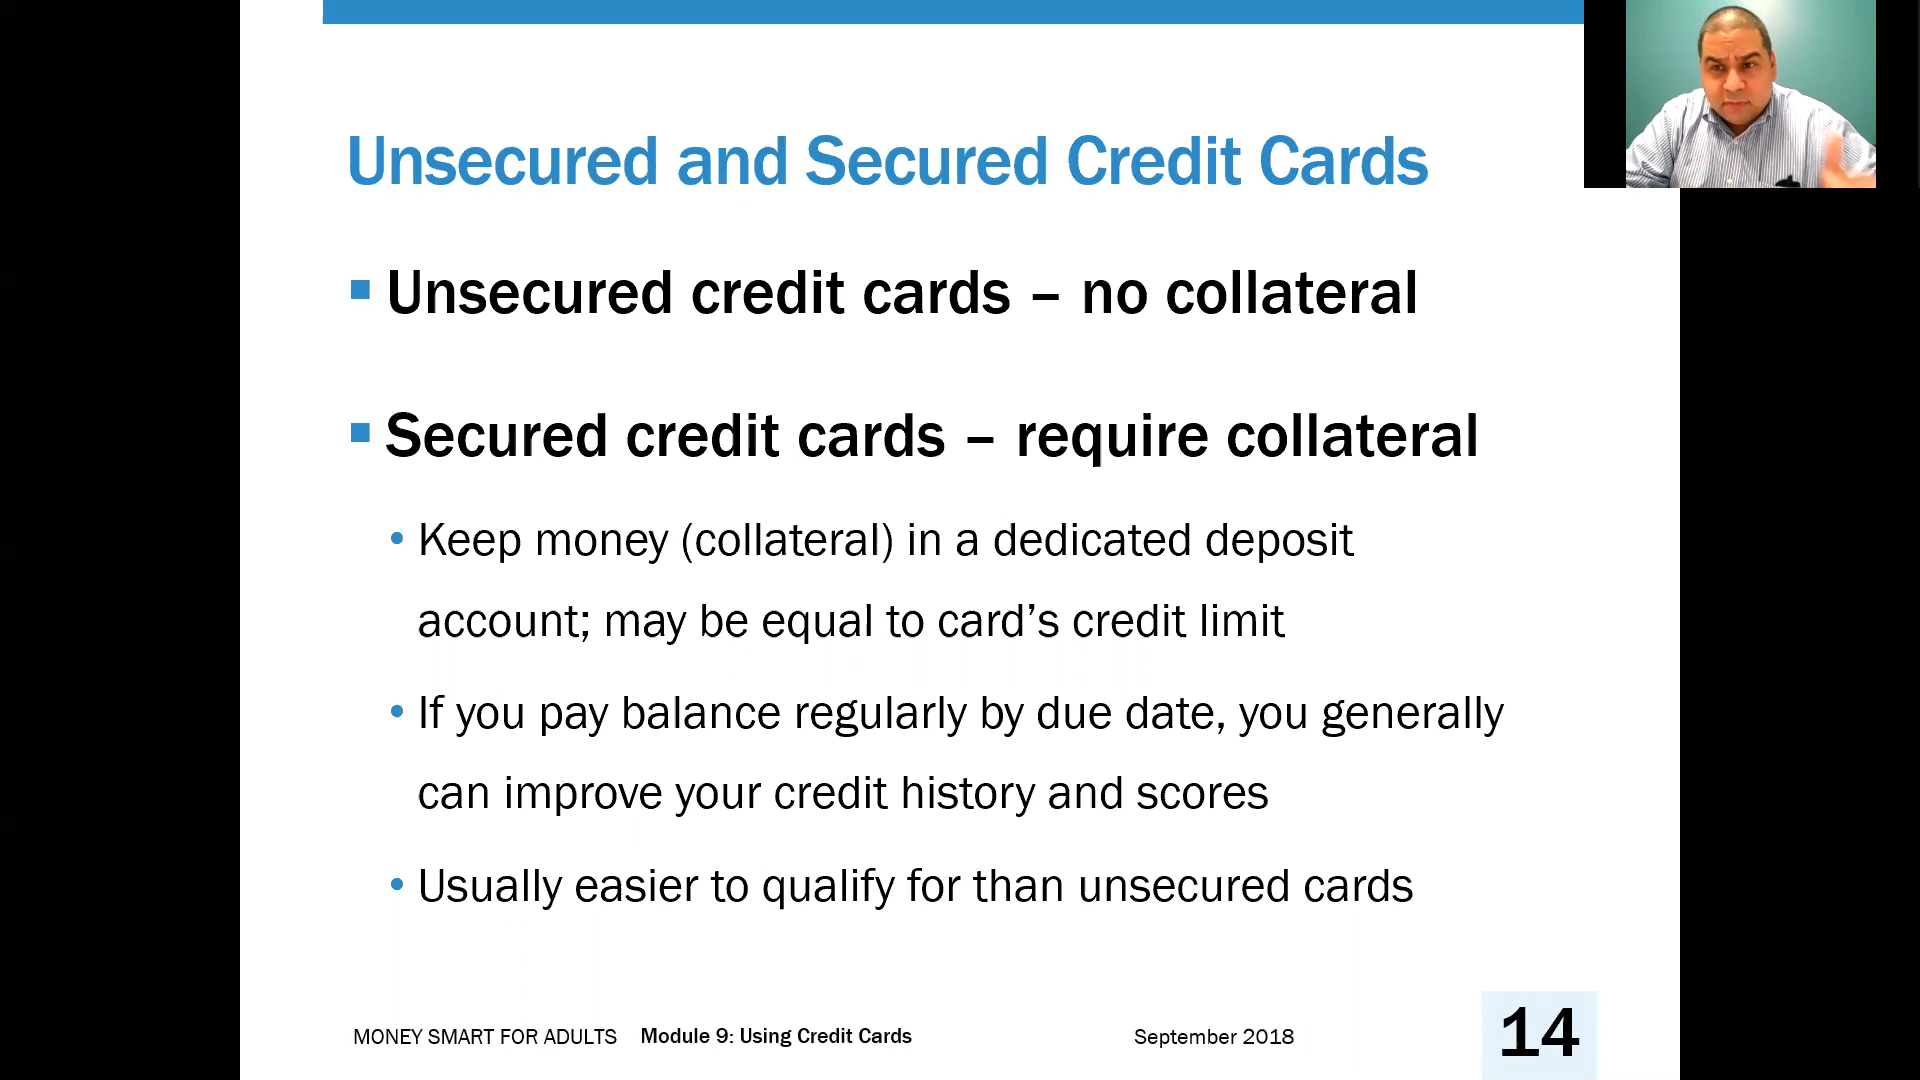 Unsecured and Secured Credit Cards
▪ Unsecured credit cards – no collateral
▪ Secured credit cards – require collateral
• Keep money (collateral) in a dedicated deposit
account; may be equal to card’s credit limit
• If you pay balance regularly by due date, you generally
can improve your credit history and scores
• Usually easier to qualify for than unsecured cards
MONEY SMART FOR ADULTS Module 9: Using Credit Cards September 2018 14